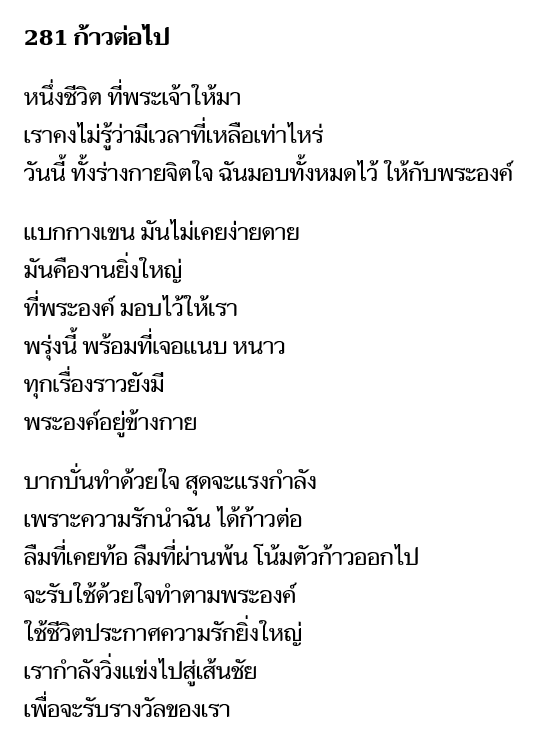 281 ก้าวต่อไป
หนึ่งชีวิต ที่พระเจ้าให้มา
เราคงไม่รู้ว่ามีเวลาที่เหลือเท่าไหร่
วันนี้ ทั้งร่างกายจิตใจ ฉันมอบทั้งหมดไว้ ให้กับพระองค์
แบกกางเขน มันไม่เคยง่ายดาย
มันคืองานยิ่งใหญ่
ที่พระองค์ มอบไว้ให้เรา
พรุ่งนี้ พร้อมที่เจอแนบ หนาว
ทุกเรื่องราวยังมี
พระองค์อยู่ข้างกาย
บากบั่นทำด้วยใจ สุดจะแรงกำลัง
เพราะความรักนำฉัน ได้ก้าวต่อ
ลืมที่เคยท้อ ลืมที่ผ่านพ้น โน้มตัวก้าวออกไป
จะรับใช้ด้วยใจทำตามพระองค์
ใช้ชีวิตประกาศความรักยิ่งใหญ่
เรากำลังวิ่งแข่งไปสู่เส้นชัย
เพื่อจะรับรางวัลของเรา